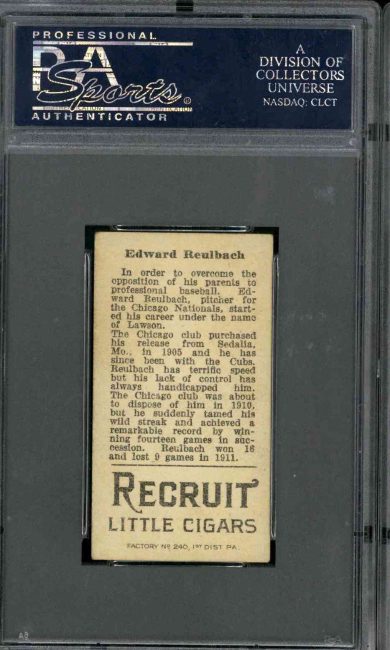 PROFESSIONAL
PSA
Sports®
AUTHENTICATOR
A
DIVISION OF
COLLECTORS
UNIVERSE
NASDAQ: CLCT
Edward Reulbach
In order to overcome the
opposition of his parents to
professional baseball, Ed-
ward Reulbach, pitcher for
the Chicago Nationals, start-
ed his career under the name
of Lawson.
The Chicago club purchased
his release from Sedalia,
Mo., in 1905 and he has
since been with the Cubs.
Reulbach has terrific speed
but his lack of control has
always handicapped him.
The Chicago club was about
to dispose of him in 1910,
but he suddenly tamed his
wild streak and achieved a
remarkable record by win-
ning fourteen games in suc-
cession. Reulbach won 16
and lost 9 games in 1911.
RECRUIT
LITTLE CIGARS
FACTORY Nº 240, 1ST DIST. PA.
A8